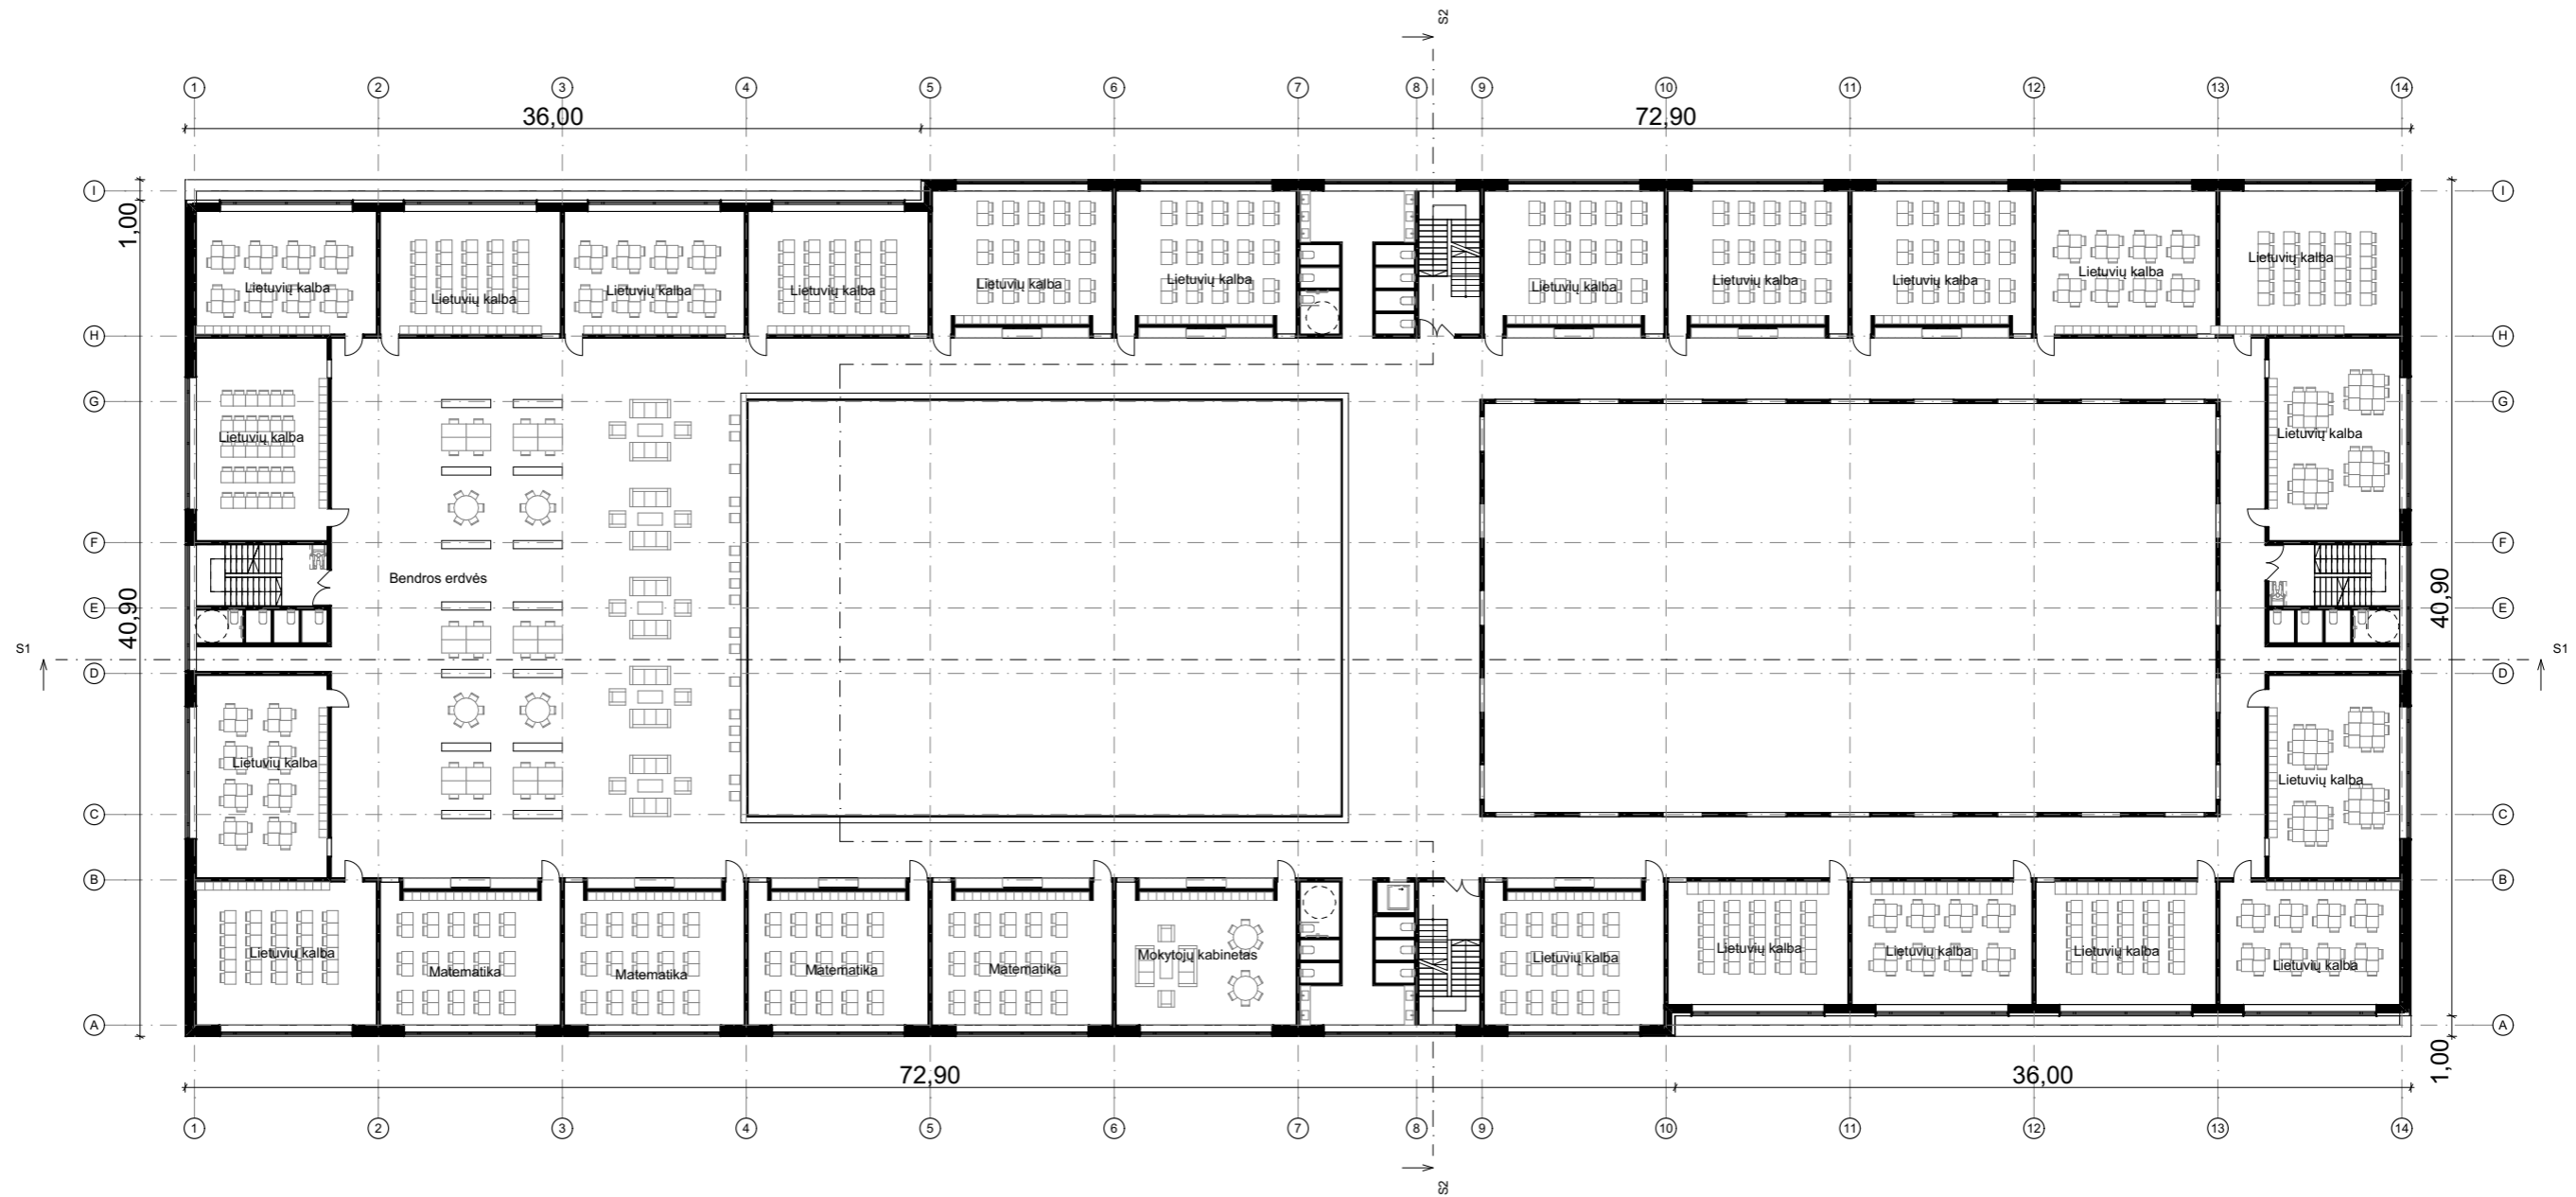 S2
1 2 3 4 5 6 7 8 9 10 11 12 13 14
36,00 72,90
I I
1,00
Lietuvių kalba Lietuvių kalba Lietuvių kalba Lietuvių kalba Lietuvių kalba Lietuvių kalba Lietuvių kalba Lietuvių kalba Lietuvių kalba Lietuvių kalba Lietuvių kalba
H H
G G
Lietuvių kalba Lietuvių kalba
F F
Bendros erdvės
E E
40,90 40,90
S1 S1
D D
Lietuvių kalba Lietuvių kalba
C C
B B
Lietuvių kalba Matematika Matematika Matematika Matematika Mokytojų kabinetas Lietuvių kalba Lietuvių kalba Lietuvių kalba Lietuvių kalba Lietuvių kalba
A A
1,00
72,90 36,00
1 2 3 4 5 6 7 8 9 10 11 12 13 14
S2